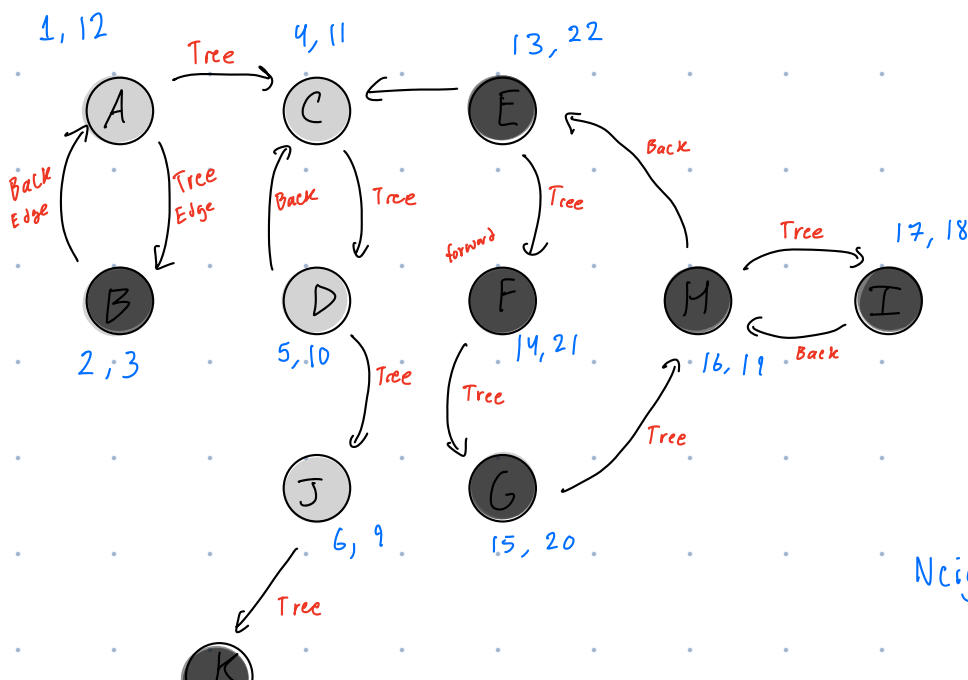 1, 12
4, 11
13, 22
Tree
A
C
E
Back
Edge
Tree
Edge
Back
Tree
Tree
Back
forward
Tree
17, 18
B
D
F
H
I
2, 3
5, 10
14, 21
16, 19
Back
Tree
Tree
Tree
J
G
6, 9
15, 20
Tree
K